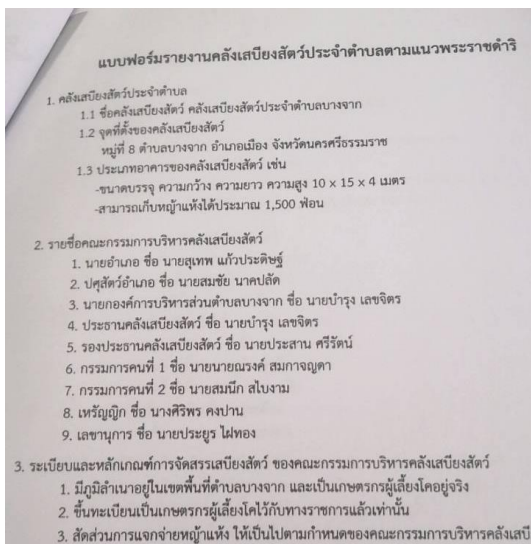 แบบฟอร์มรายงานคลังเสบียงสัตว์ประจำตำบลตามแนวพระราชดำริ
1. คลังเสบียงสัตว์ประจำตำบล
1.1 ชื่อคลังเสบียงสัตว์ คลังเสบียงสัตว์ประจำตำบลบางจาก
1.2 จุดที่ตั้งของคลังเสบียงสัตว์
หมู่ที่ 8 ตำบลบางจาก อำเภอเมือง จังหวัดนครศรีธรรมราช
1.3 ประเภทอาคารของคลังเสบียงสัตว์ เช่น
-ขนาดบรรจุ ความกว้าง ความยาว ความสูง 10 x 15 x 4 เมตร
-สามารถเก็บหญ้าแห้งได้ประมาณ 1,500 ฟ่อน
2. รายชื่อคณะกรรมการบริหารคลังเสบียงสัตว์
1. นายอำเภอ ชื่อ นายสุเทพ แก้วประดิษฐ์
2. ปศุสัตว์อำเภอ ชื่อ นายสมชัย นาคปลัด
3. นายกองค์การบริหารส่วนตำบลบางจาก ชื่อ นายบำรุง เลขจิตร
4. ประธานคลังเสบียงสัตว์ ชื่อ นายบำรุง เลขจิตร
5. รองประธานคลังเสบียงสัตว์ ชื่อ นายประสาน ศรีรัตน์
6. กรรมการคนที่ 1 ชื่อ นายนายณรงค์ สมกาจญดา
7. กรรมการคนที่ 2 ชื่อ นายสมนึก สไบงาม
8. เหรัญญิก ชื่อ นางศิริพร คงปาน
9. เลขานุการ ชื่อ นายประยูร ไฝทอง
3. ระเบียบและหลักเกณฑ์การจัดสรรเสบียงสัตว์ ของคณะกรรมการบริหารคลังเสบียงสัตว์
1. มีภูมิลำเนาอยู่ในเขตพื้นที่ตำบลบางจาก และเป็นเกษตรกรผู้เลี้ยงโคอยู่จริง
2. ขึ้นทะเบียนเป็นเกษตรกรผู้เลี้ยงโคไว้กับทางราชการแล้วเท่านั้น
3. สัดส่วนการแจกจ่ายหญ้าแห้ง ให้เป็นไปตามกำหนดของคณะกรรมการบริหารคลังเสบี